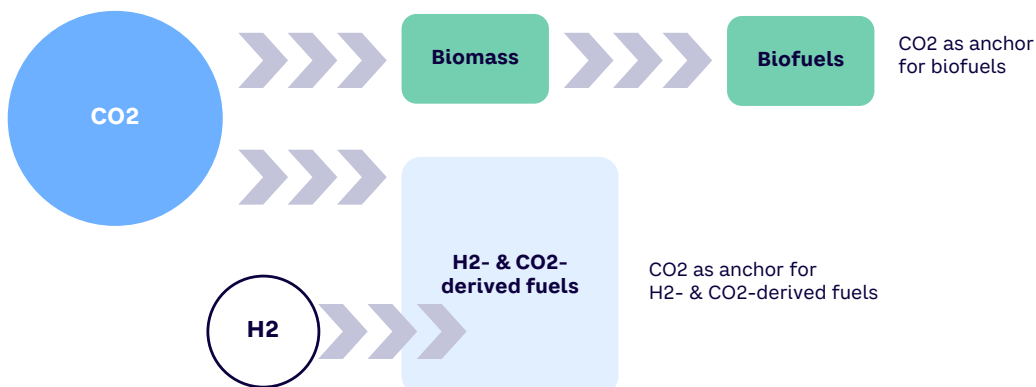 CO2
Biomass
Biofuels
CO2 as anchor
for biofuels
H2- & CO2-
derived fuels
CO2 as anchor for
H2- & CO2-derived fuels
H2